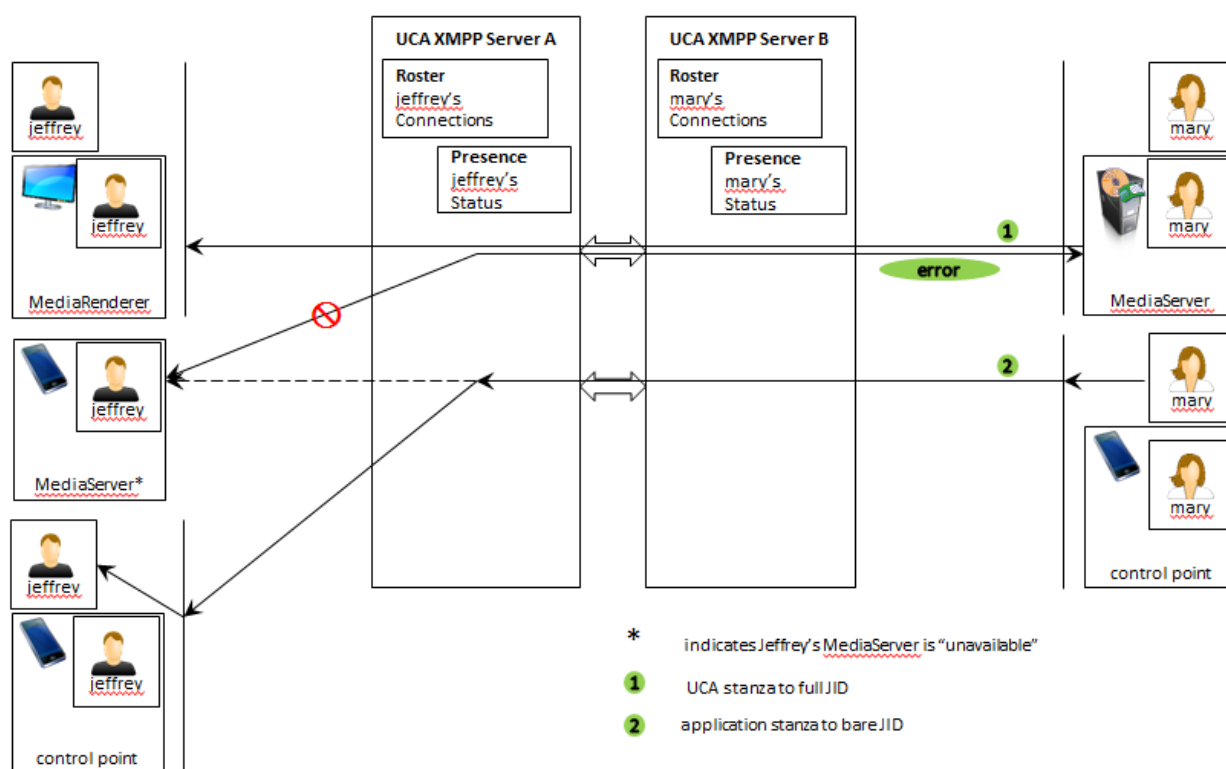 UCA XMPP Server A
UCA XMPP Server B
Roster
jeffrey's
Connections
Roster
mary's
Connections
Presence
jeffrey's
Status
Presence
mary's
Status
jeffrey
mary
jeffrey
MediaRenderer
mary
MediaServer
1
error
jeffrey
MediaServer*
2
mary
mary
control point
jeffrey
jeffrey
control point
* indicates Jeffrey's MediaServer is "unavailable"
1 UCA stanza to full JID
2 application stanza to bare JID